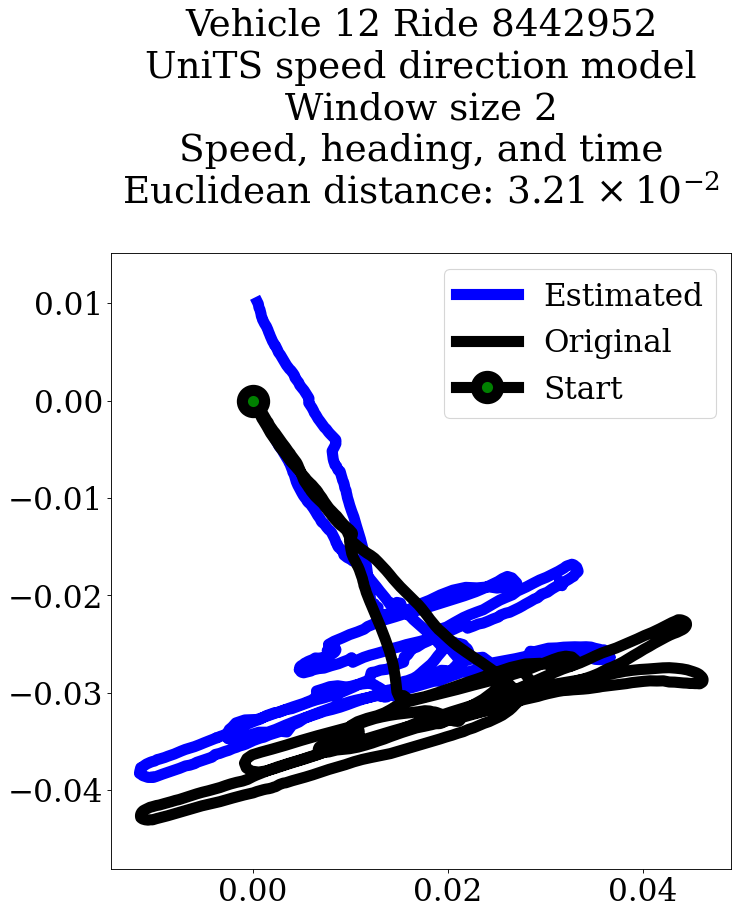 Vehicle 12 Ride 8442952
UniTS speed direction model
Window size 2
Speed, heading, and time
Euclidean distance: 3.21 × 10⁻²
Estimated
Original
Start
0.01
0.00
−0.01
−0.02
−0.03
−0.04
0.00 0.02 0.04